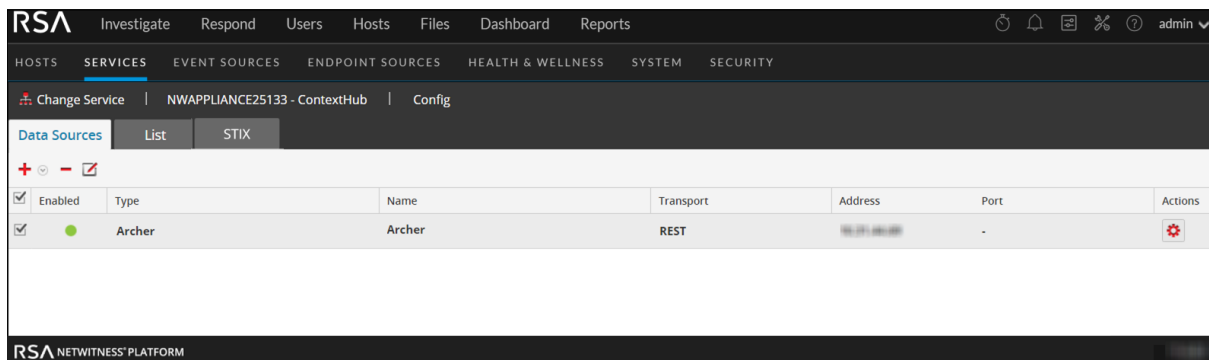 RSA Investigate Respond Users Hosts Files Dashboard Reports admin
HOSTS SERVICES EVENT SOURCES ENDPOINT SOURCES HEALTH & WELLNESS SYSTEM SECURITY
Change Service | NWAPPLIANCE25133 - ContextHub | Config
Data Sources List STIX
Enabled Type Name Transport Address Port Actions
Archer Archer REST -
RSA NETWITNESS® PLATFORM